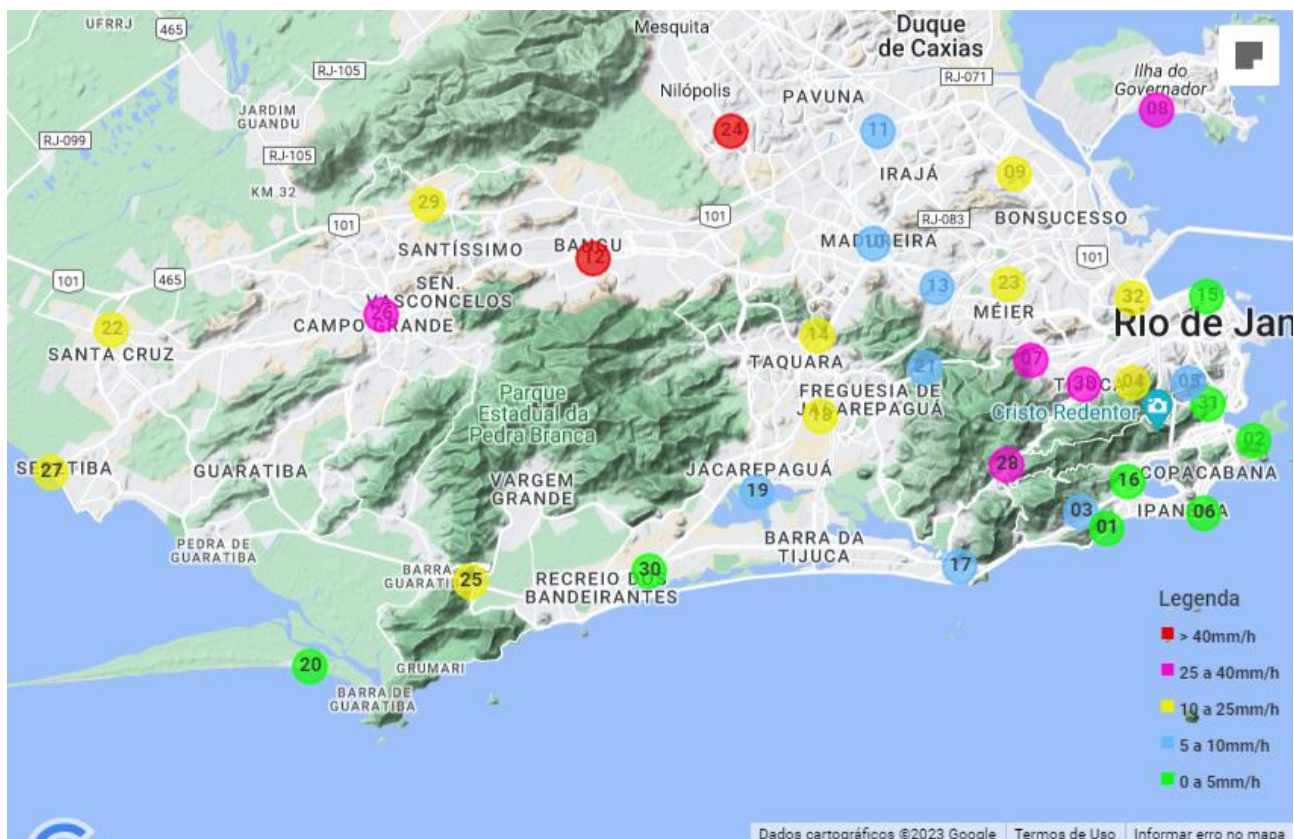 UFRRJ
465
Mesquita
Duque
de Caxias
RJ-105
RJ-071
Ilha do
Governador
Nilópolis
PAVUNA
08
JARDIM
GUANDU
24
11
RJ-099
RJ-105
IRAJÁ
09
KM 32
29
101
101
RJ-083
BONSUCESSO
SANTÍSSIMO
BANGU
12
MADUREIRA
10
101
465
101
SEN.
VASCONCELOS
13
23
32
15
26
CAMPO GRANDE
MÉIER
22
SANTA CRUZ
14
TAQUARA
Rio de Jan
07
21
Parque
Estadual da
Pedra Branca
FREGUESIA DE
JACAREPAGUÁ
18
TIJUCA
04
05
31
Cristo Redentor
02
27
SEPETIBA
GUARATIBA
JACAREPAGUÁ
28
COPACABANA
VARGEM
GRANDE
19
16
03
IPANEMA
06
01
PEDRA DE
GUARATIBA
BARRA DA
TIJUCA
17
BARRA
GUARATIBA
25
30
RECREIO DOS
BANDEIRANTES
20
GRUMARI
BARRA DE
GUARATIBA
Legenda
> 40mm/h
25 a 40mm/h
10 a 25mm/h
5 a 10mm/h
0 a 5mm/h
Dados cartográficos ©2023 Google
Termos de Uso
Informar erro no mapa